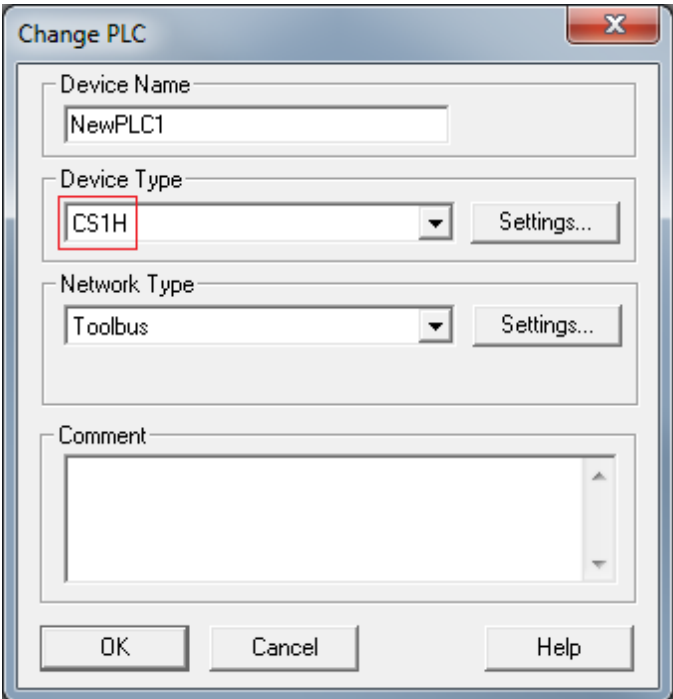 Change PLC
Device Name
NewPLC1
Device Type
CS1H
Settings...
Network Type
Toolbus
Settings...
Comment
OK
Cancel
Help